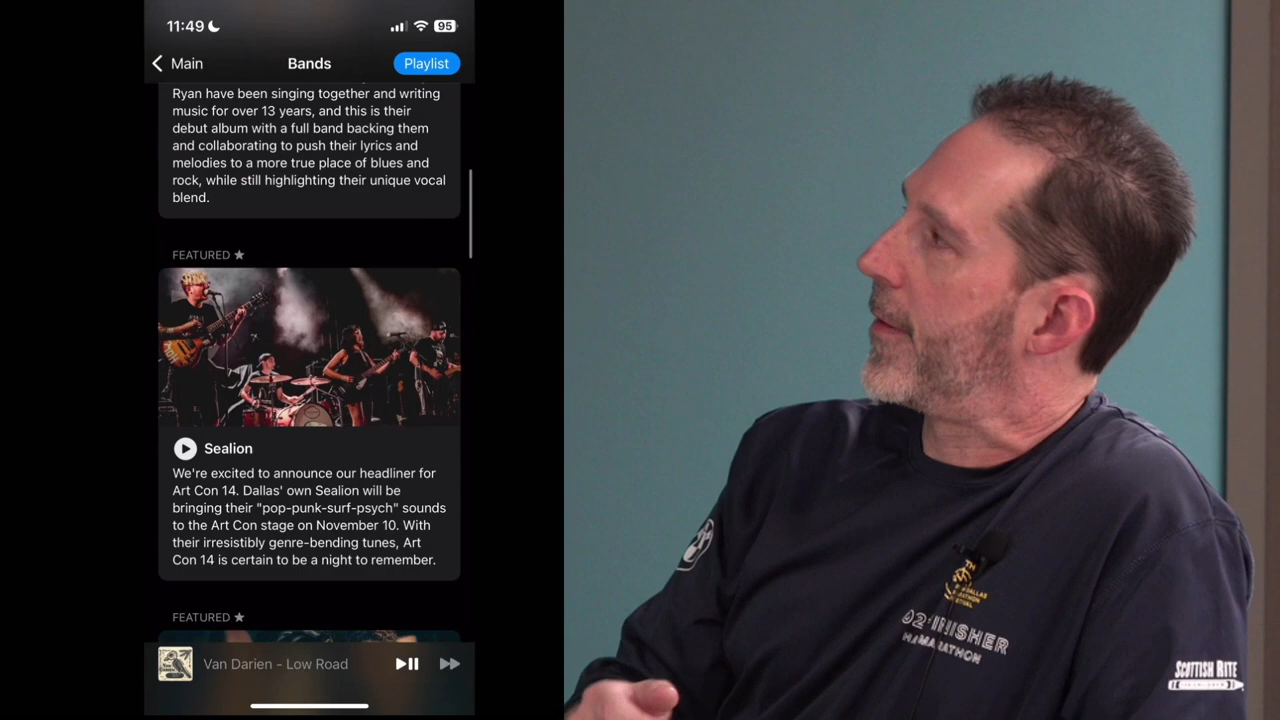 11:49
95
Main
Bands
Playlist
Ryan have been singing together and writing
music for over 13 years, and this is their
debut album with a full band backing them
and collaborating to push their lyrics and
melodies to a more true place of blues and
rock, while still highlighting their unique vocal
blend.
FEATURED ★
Sealion
We're excited to announce our headliner for
Art Con 14. Dallas' own Sealion will be
bringing their "pop-punk-surf-psych" sounds
to the Art Con stage on November 10. With
their irresistibly genre-bending tunes, Art
Con 14 is certain to be a night to remember.
FEATURED ★
Van Darien - Low Road
TH
DALLAS
SCOTTISH RITE